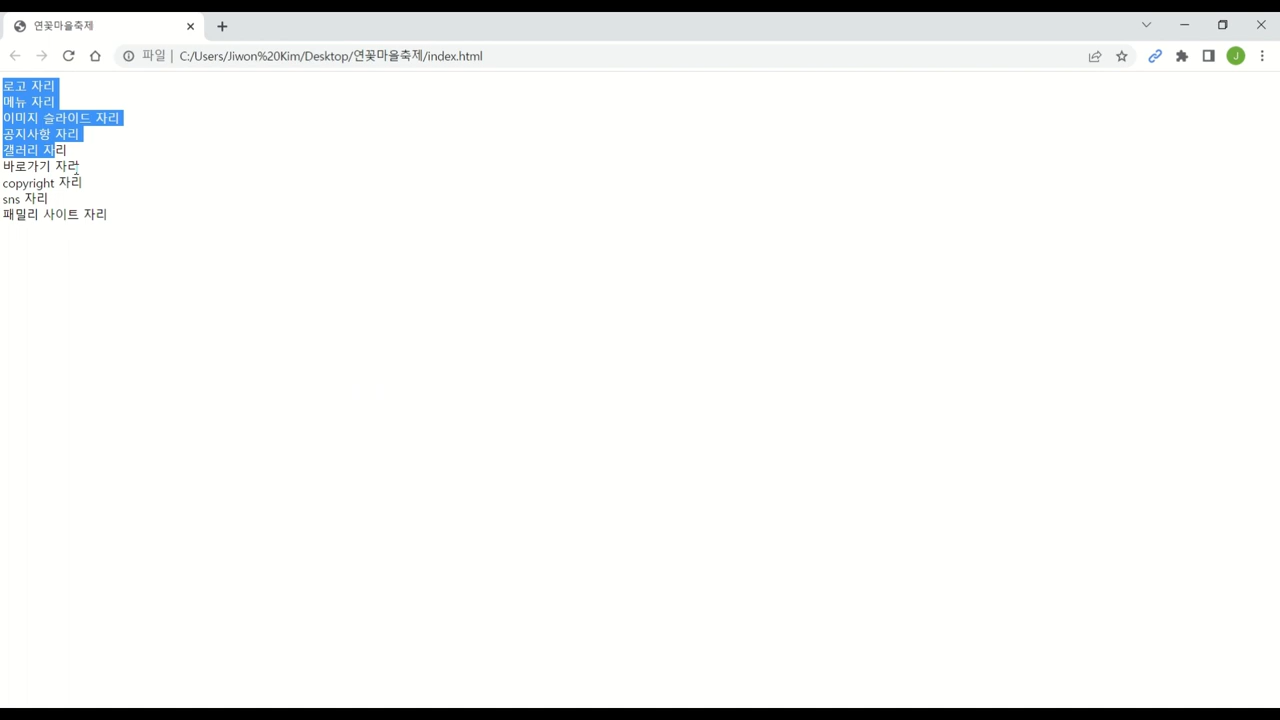 연꽃마을축제
파일 | C:/Users/Jiwon%20Kim/Desktop/연꽃마을축제/index.html
J
로고 자리
메뉴 자리
이미지 슬라이드 자리
공지사항 자리
갤러리 자리
바로가기 자리
copyright 자리
sns 자리
패밀리 사이트 자리